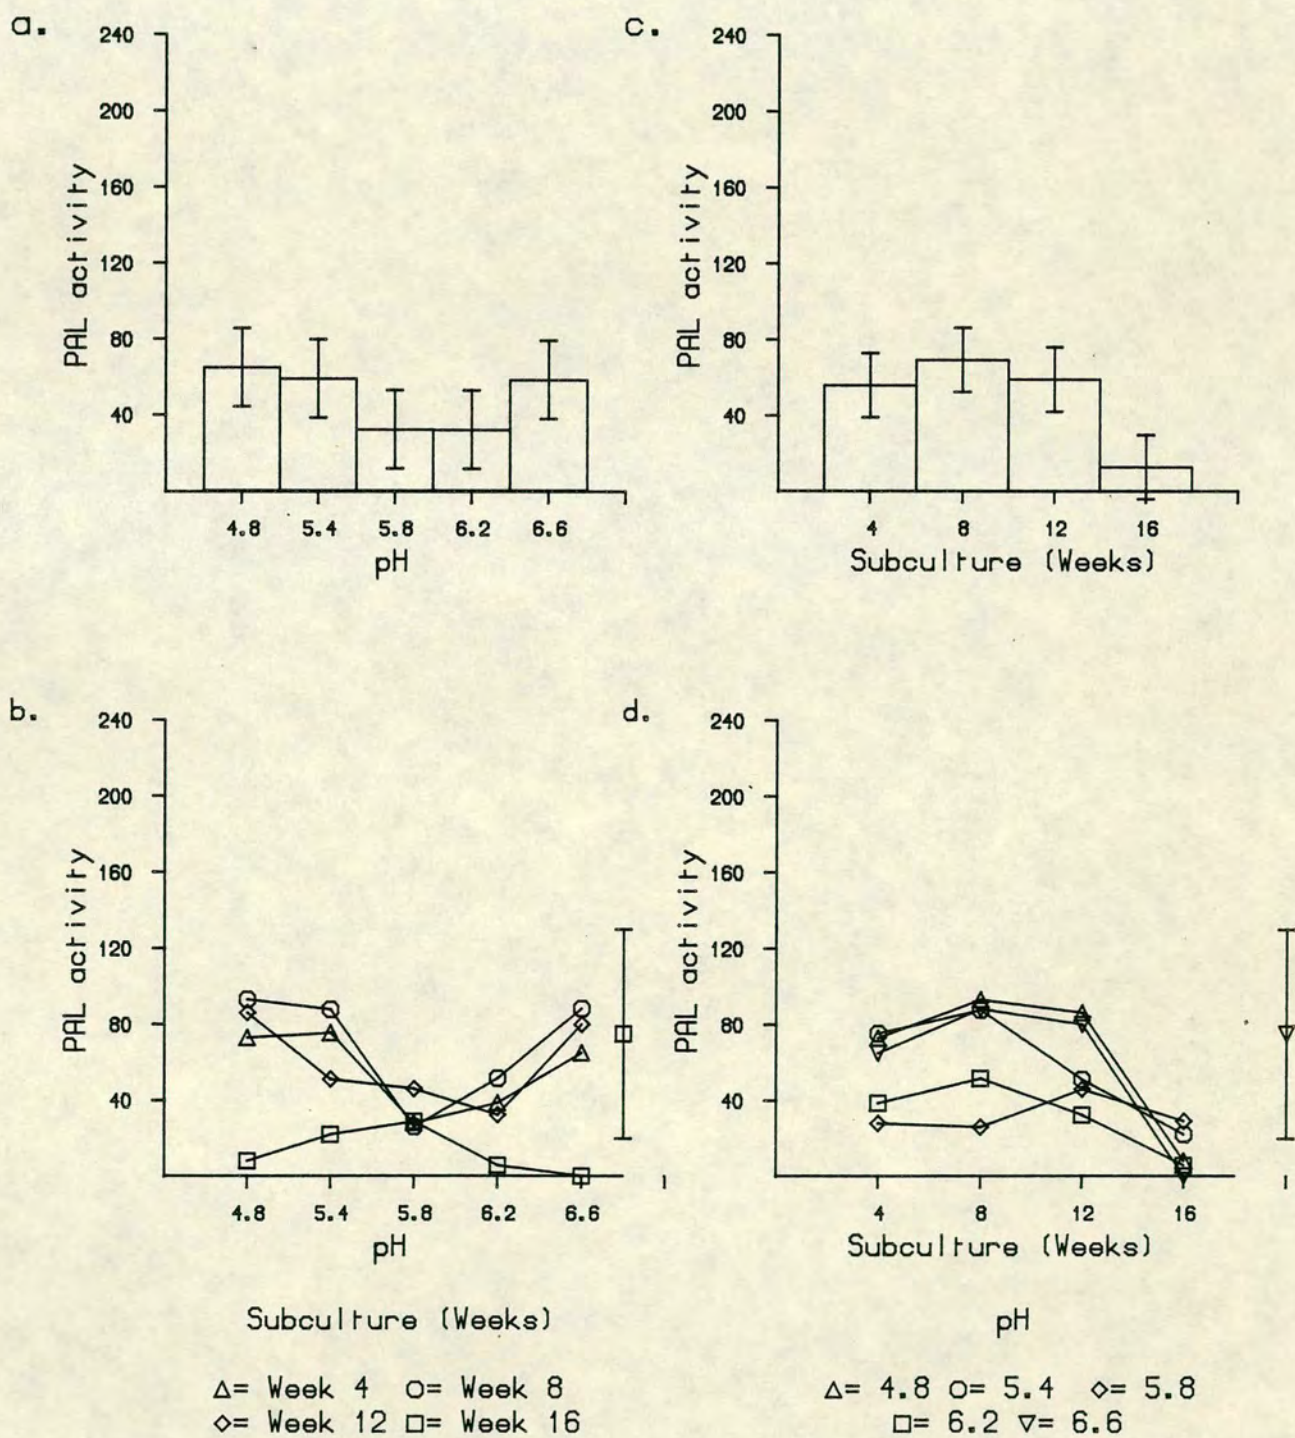 a.
240
200
160
120
80
40
PAL activity
4.8 5.4 5.8 6.2 6.6
pH
c.
240
200
160
120
80
40
PAL activity
4 8 12 16
Subculture (Weeks)
b.
240
200
160
120
80
40
PAL activity
4.8 5.4 5.8 6.2 6.6
pH
Subculture (Weeks)
△= Week 4 ○= Week 8
◇= Week 12 □= Week 16
d.
240
200
160
120
80
40
PAL activity
4 8 12 16
Subculture (Weeks)
pH
△= 4.8 ○= 5.4 ◇= 5.8
□= 6.2 ▽= 6.6